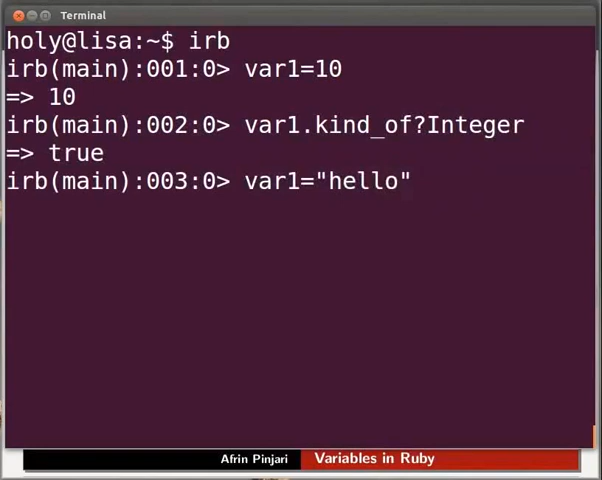 Terminal
holy@lisa:~$ irb
irb(main):001:0> var1=10
=> 10
irb(main):002:0> var1.kind_of?Integer
=> true
irb(main):003:0> var1="hello"
Afrin Pinjari Variables in Ruby